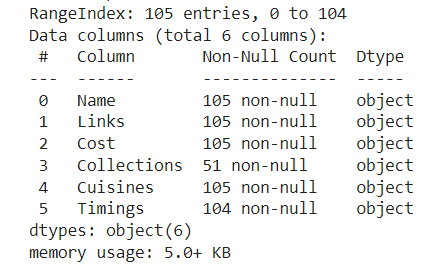 RangeIndex: 105 entries, 0 to 104
Data columns (total 6 columns):
 #   Column       Non-Null Count  Dtype
---  ------       --------------  -----
 0   Name         105 non-null    object
 1   Links        105 non-null    object
 2   Cost         105 non-null    object
 3   Collections  51 non-null     object
 4   Cuisines     105 non-null    object
 5   Timings      104 non-null    object
dtypes: object(6)
memory usage: 5.0+ KB